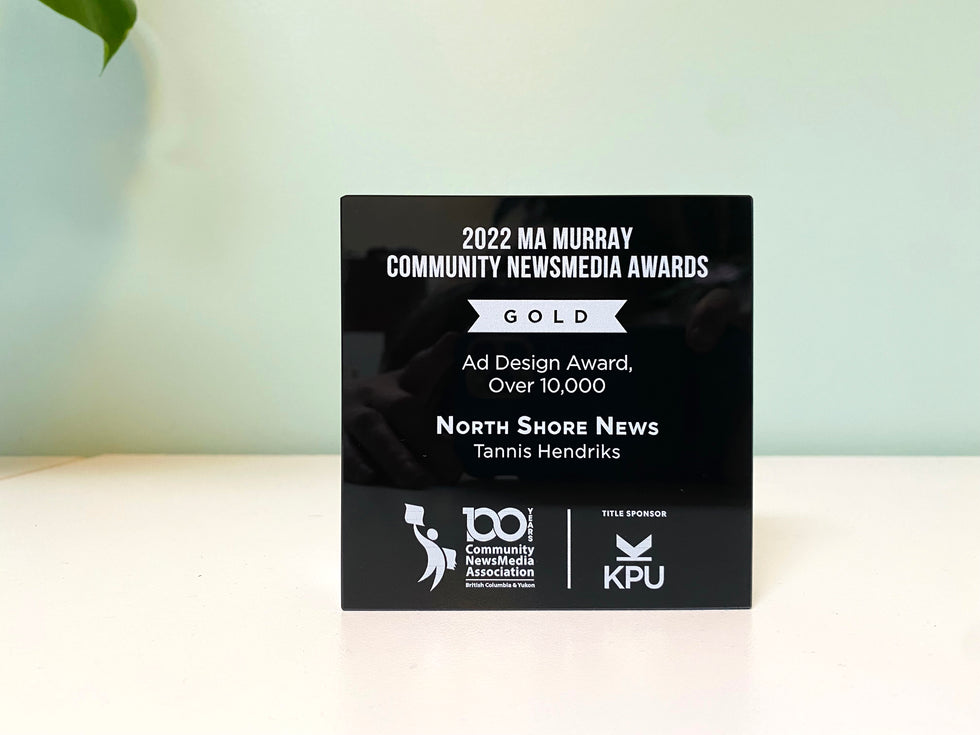 2022 MA MURRAY
COMMUNITY NEWSMEDIA AWARDS
GOLD
Ad Design Award,
Over 10,000
North Shore News
Tannis Hendriks
100 YEARS
Community
NewsMedia
Association
British Columbia & Yukon
TITLE SPONSOR
KPU